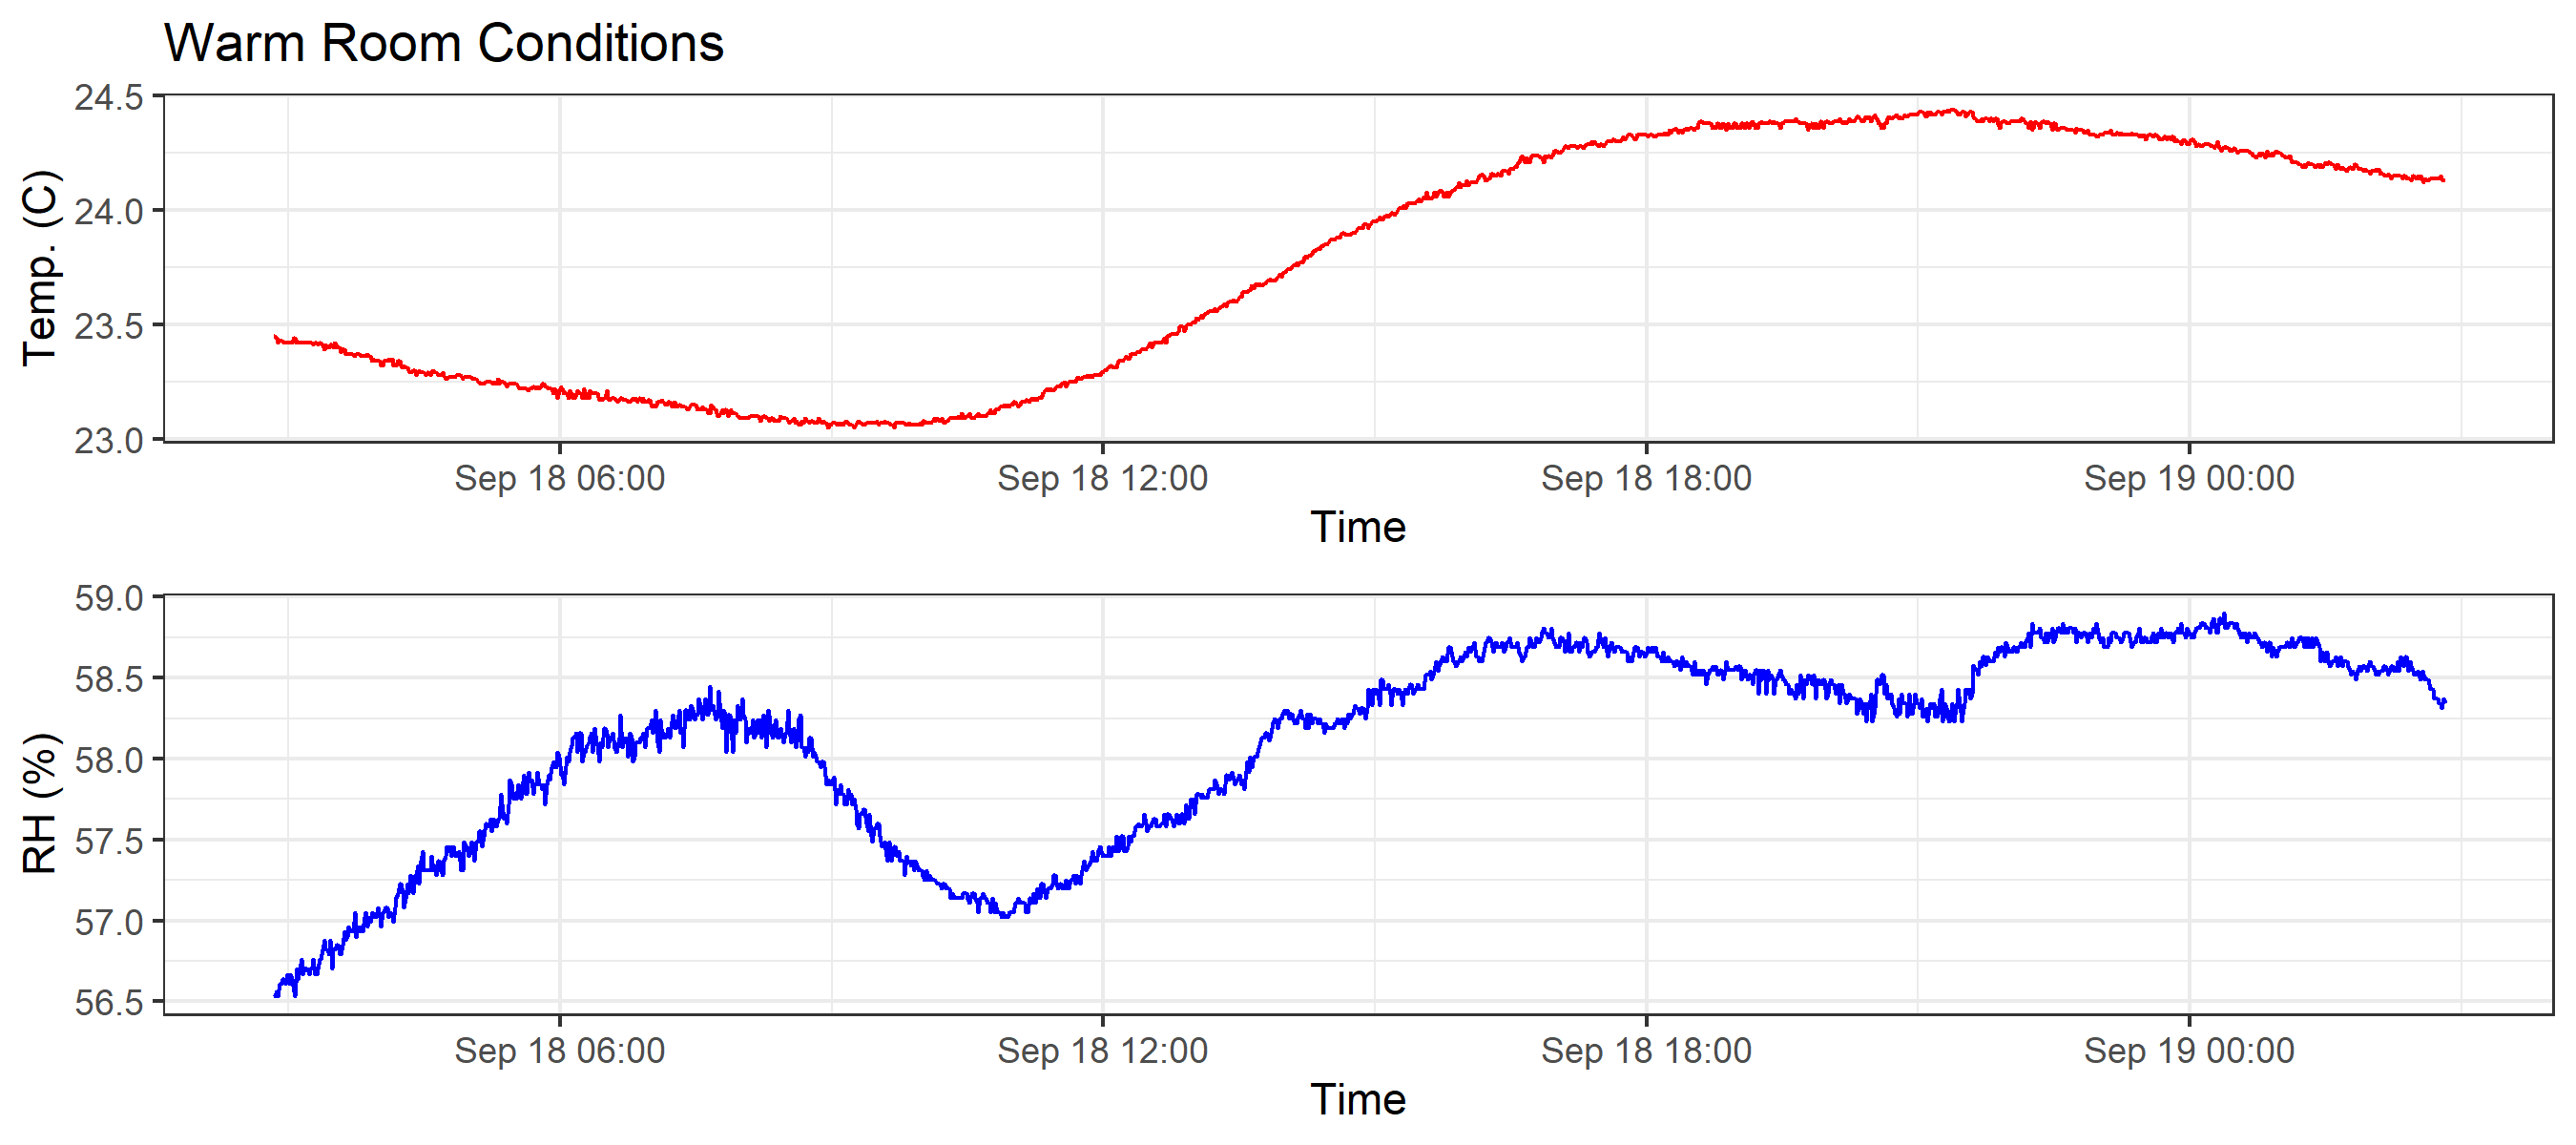 Warm Room Conditions
24.5
24.0
23.5
23.0
Temp. (C)
Sep 18 06:00 Sep 18 12:00 Sep 18 18:00 Sep 19 00:00
Time
59.0
58.5
58.0
57.5
57.0
56.5
RH (%)
Sep 18 06:00 Sep 18 12:00 Sep 18 18:00 Sep 19 00:00
Time